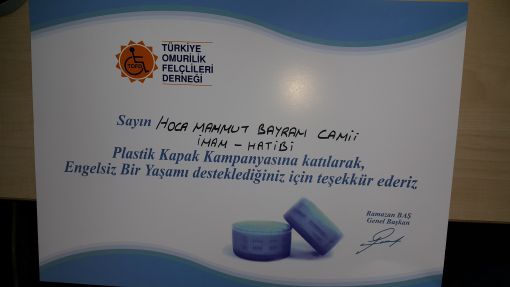 TÜRKİYE
OMURİLİK
FELÇLİLERİ
DERNEĞİ
TOFD
Sayın HOCA MAHMUT BAYRAM CAMİİ
İMAM - HATİBİ
Plastik Kapak Kampanyasına katılarak,
Engelsiz Bir Yaşamı desteklediğiniz için teşekkür ederiz
Ramazan BAŞ
Genel Başkan